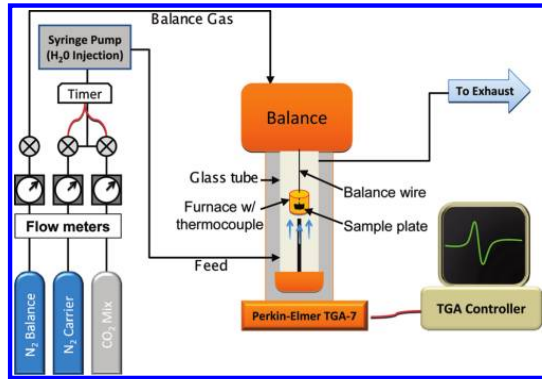 Balance Gas
Syringe Pump
(H20 Injection)
Timer
To Exhaust
Balance
Glass tube
Balance wire
Furnace w/
thermocouple
Sample plate
Flow meters
Feed
N2 Balance
N2 Carrier
CO2 Mix
Perkin-Elmer TGA-7
TGA Controller